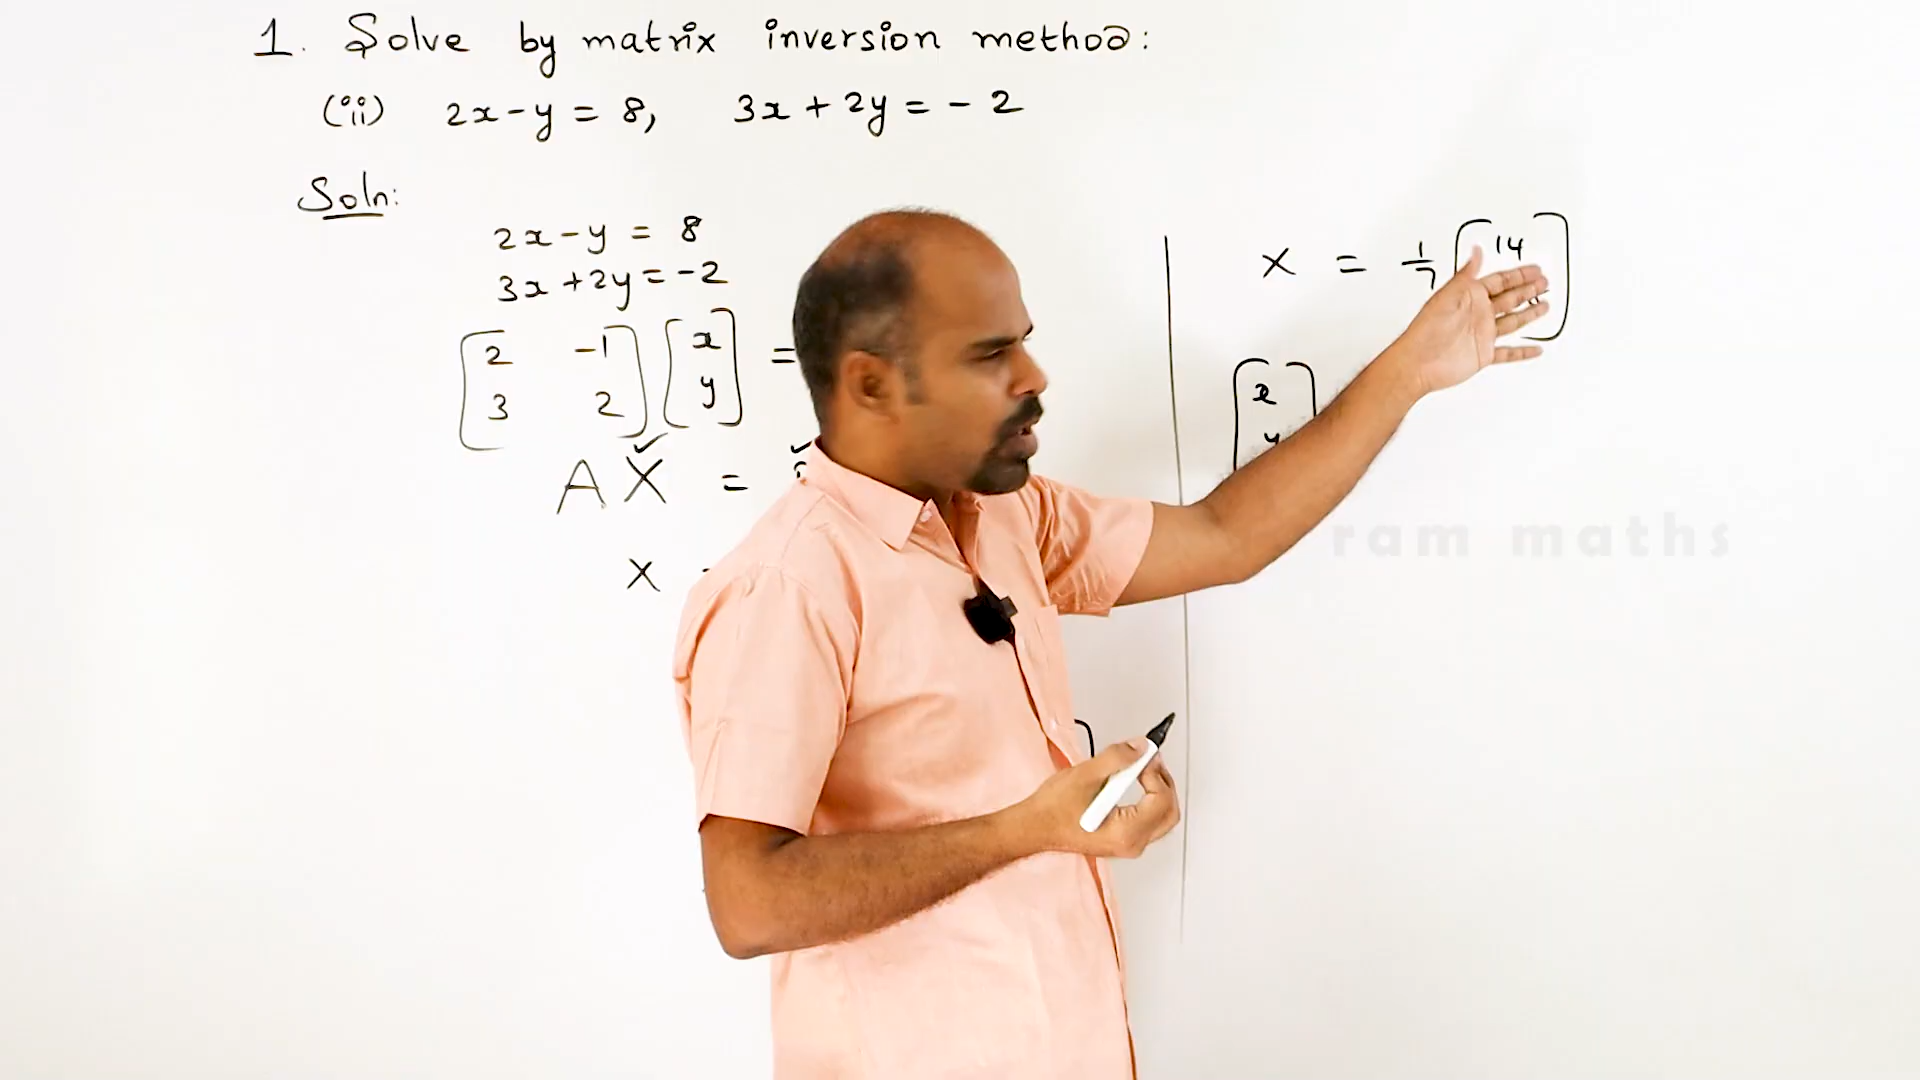 1. Solve by matrix inversion method:
(ii) 2x - y = 8, 3x + 2y = - 2
Soln:
2x - y = 8
3x + 2y = -2
[2 -1
3 2] [x
y] =
A X =
X
X = 1/7 [14
[x
y]
ram maths